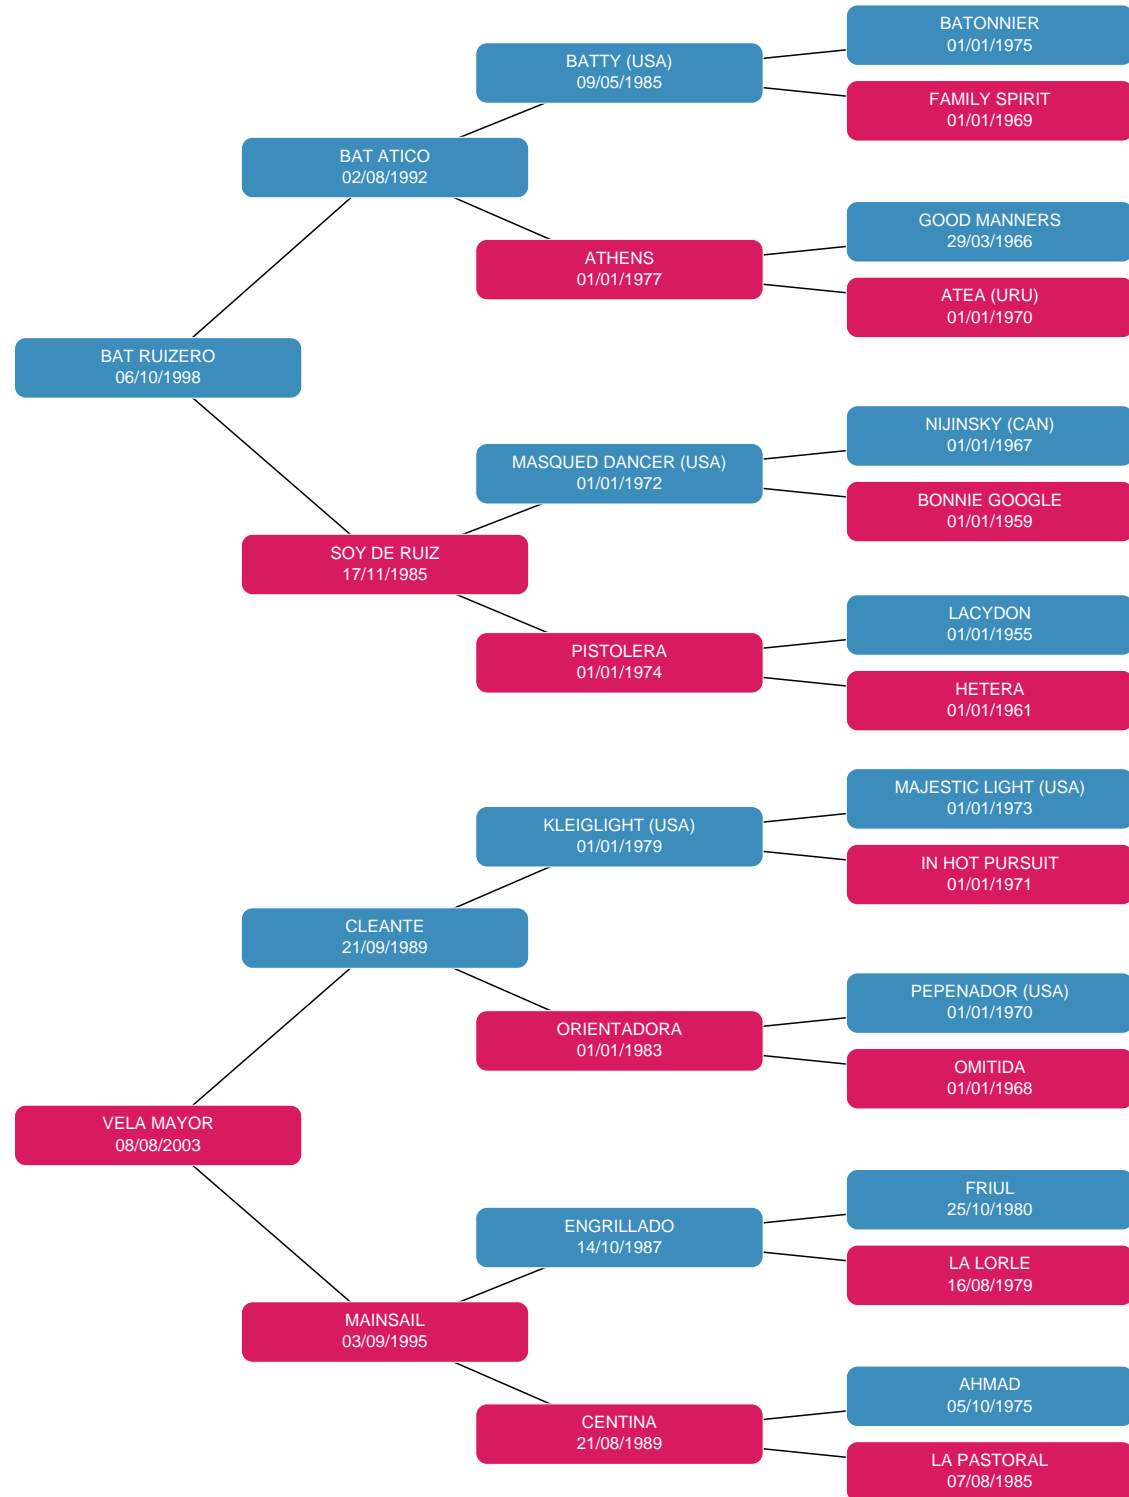 BATONNIER
01/01/1975
BATTY (USA)
09/05/1985
FAMILY SPIRIT
01/01/1969
BAT ATICO
02/08/1992
GOOD MANNERS
29/03/1966
ATHENS
01/01/1977
ATEA (URU)
01/01/1970
BAT RUIZERO
06/10/1998
NIJINSKY (CAN)
01/01/1967
MASQUED DANCER (USA)
01/01/1972
BONNIE GOOGLE
01/01/1959
SOY DE RUIZ
17/11/1985
LACYDON
01/01/1955
PISTOLERA
01/01/1974
HETERA
01/01/1961
MAJESTIC LIGHT (USA)
01/01/1973
KLEIGLIGHT (USA)
01/01/1979
IN HOT PURSUIT
01/01/1971
CLEANTE
21/09/1989
PEPENADOR (USA)
01/01/1970
ORIENTADORA
01/01/1983
OMITIDA
01/01/1968
VELA MAYOR
08/08/2003
FRIUL
25/10/1980
ENGRILLADO
14/10/1987
LA LORLE
16/08/1979
MAINSAIL
03/09/1995
AHMAD
05/10/1975
CENTINA
21/08/1989
LA PASTORAL
07/08/1985